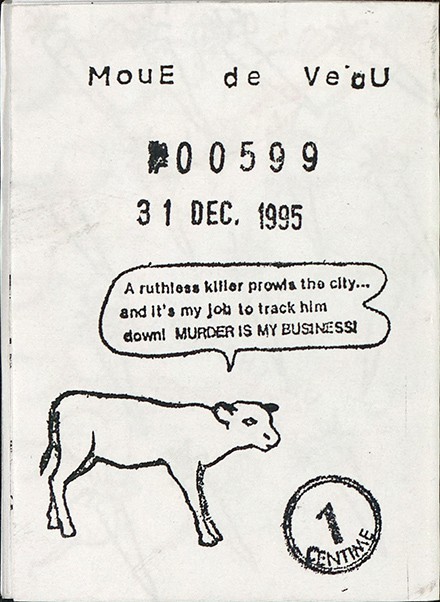 MouE de VeaU
00599
31 DEC. 1995
A ruthless killer prowls the city...
and it's my job to track him
down! MURDER IS MY BUSINESS!
1
CENTIME